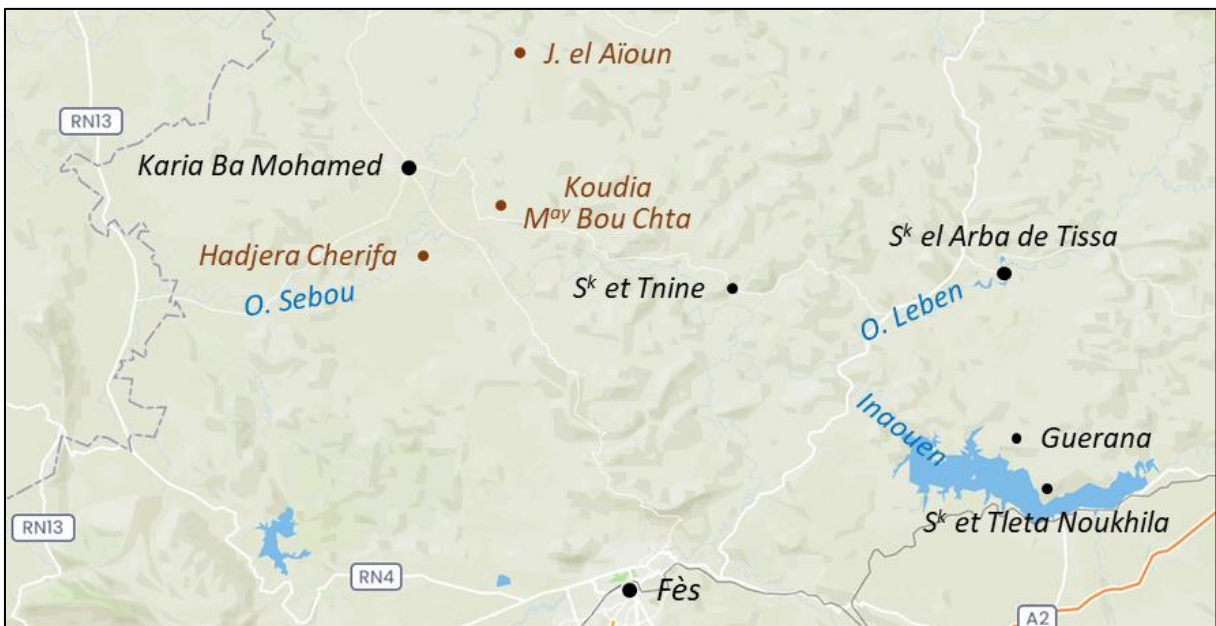 J. el Aïoun
RN13
Karia Ba Mohamed
Koudia
Mᵃʸ Bou Chta
Hadjera Cherifa
Sᵏ el Arba de Tissa
Sᵏ et Tnine
O. Sebou
O. Leben
Inaouen
Guerana
Sᵏ et Tleta Noukhila
RN13
RN4
Fès
A2